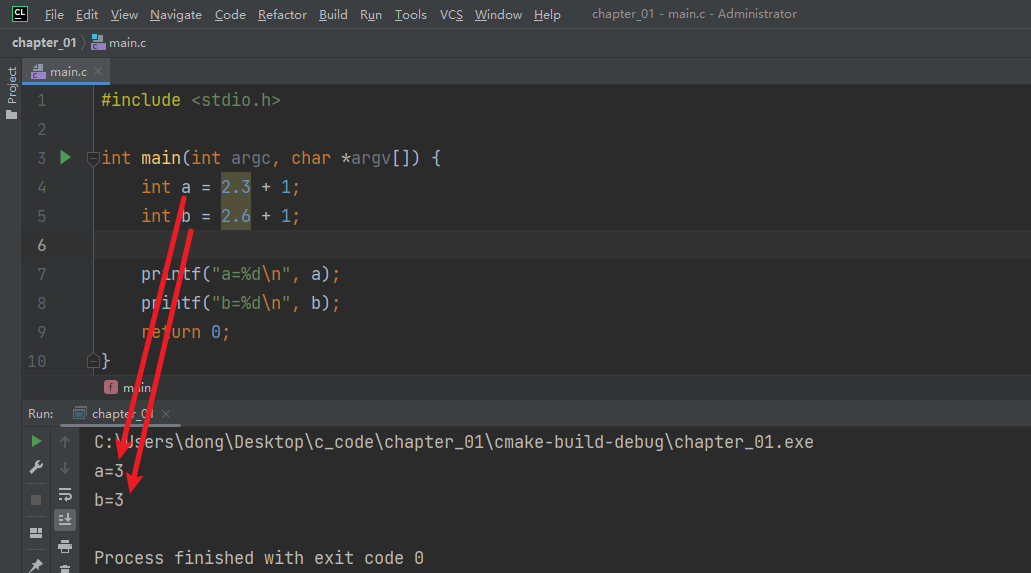 CL File Edit View Navigate Code Refactor Build Run Tools VCS Window Help chapter_01 - main.c - Administrator
chapter_01 main.c
Project
main.c
1 #include <stdio.h>
2
3 int main(int argc, char *argv[]) {
4 int a = 2.3 + 1;
5 int b = 2.6 + 1;
6
7 printf("a=%d\n", a);
8 printf("b=%d\n", b);
9 return 0;
10 }
f main
Run: chapter_01
C:\Users\dong\Desktop\c_code\chapter_01\cmake-build-debug\chapter_01.exe
a=3
b=3
Process finished with exit code 0